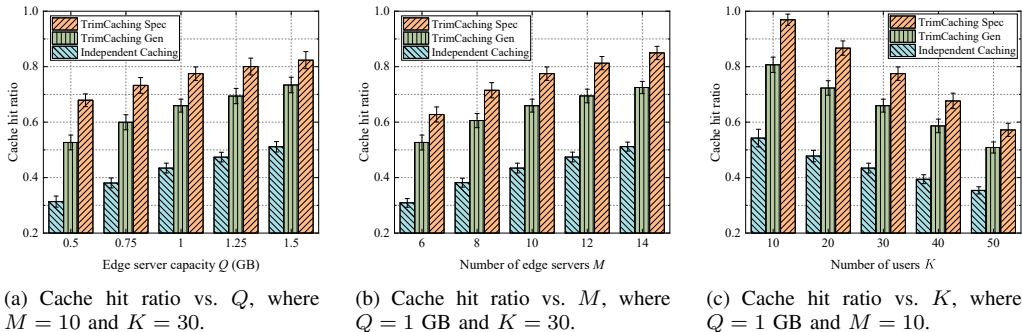 TrimCaching Spec
TrimCaching Gen
Independent Caching
1.0
0.8
0.6
0.4
0.2
Cache hit ratio
0.5 0.75 1 1.25 1.5
Edge server capacity Q (GB)
(a) Cache hit ratio vs. Q, where
M = 10 and K = 30.
TrimCaching Spec
TrimCaching Gen
Independent Caching
1.0
0.8
0.6
0.4
0.2
Cache hit ratio
6 8 10 12 14
Number of edge servers M
(b) Cache hit ratio vs. M, where
Q = 1 GB and K = 30.
TrimCaching Spec
TrimCaching Gen
Independent Caching
1.0
0.8
0.6
0.4
0.2
Cache hit ratio
10 20 30 40 50
Number of users K
(c) Cache hit ratio vs. K, where
Q = 1 GB and M = 10.